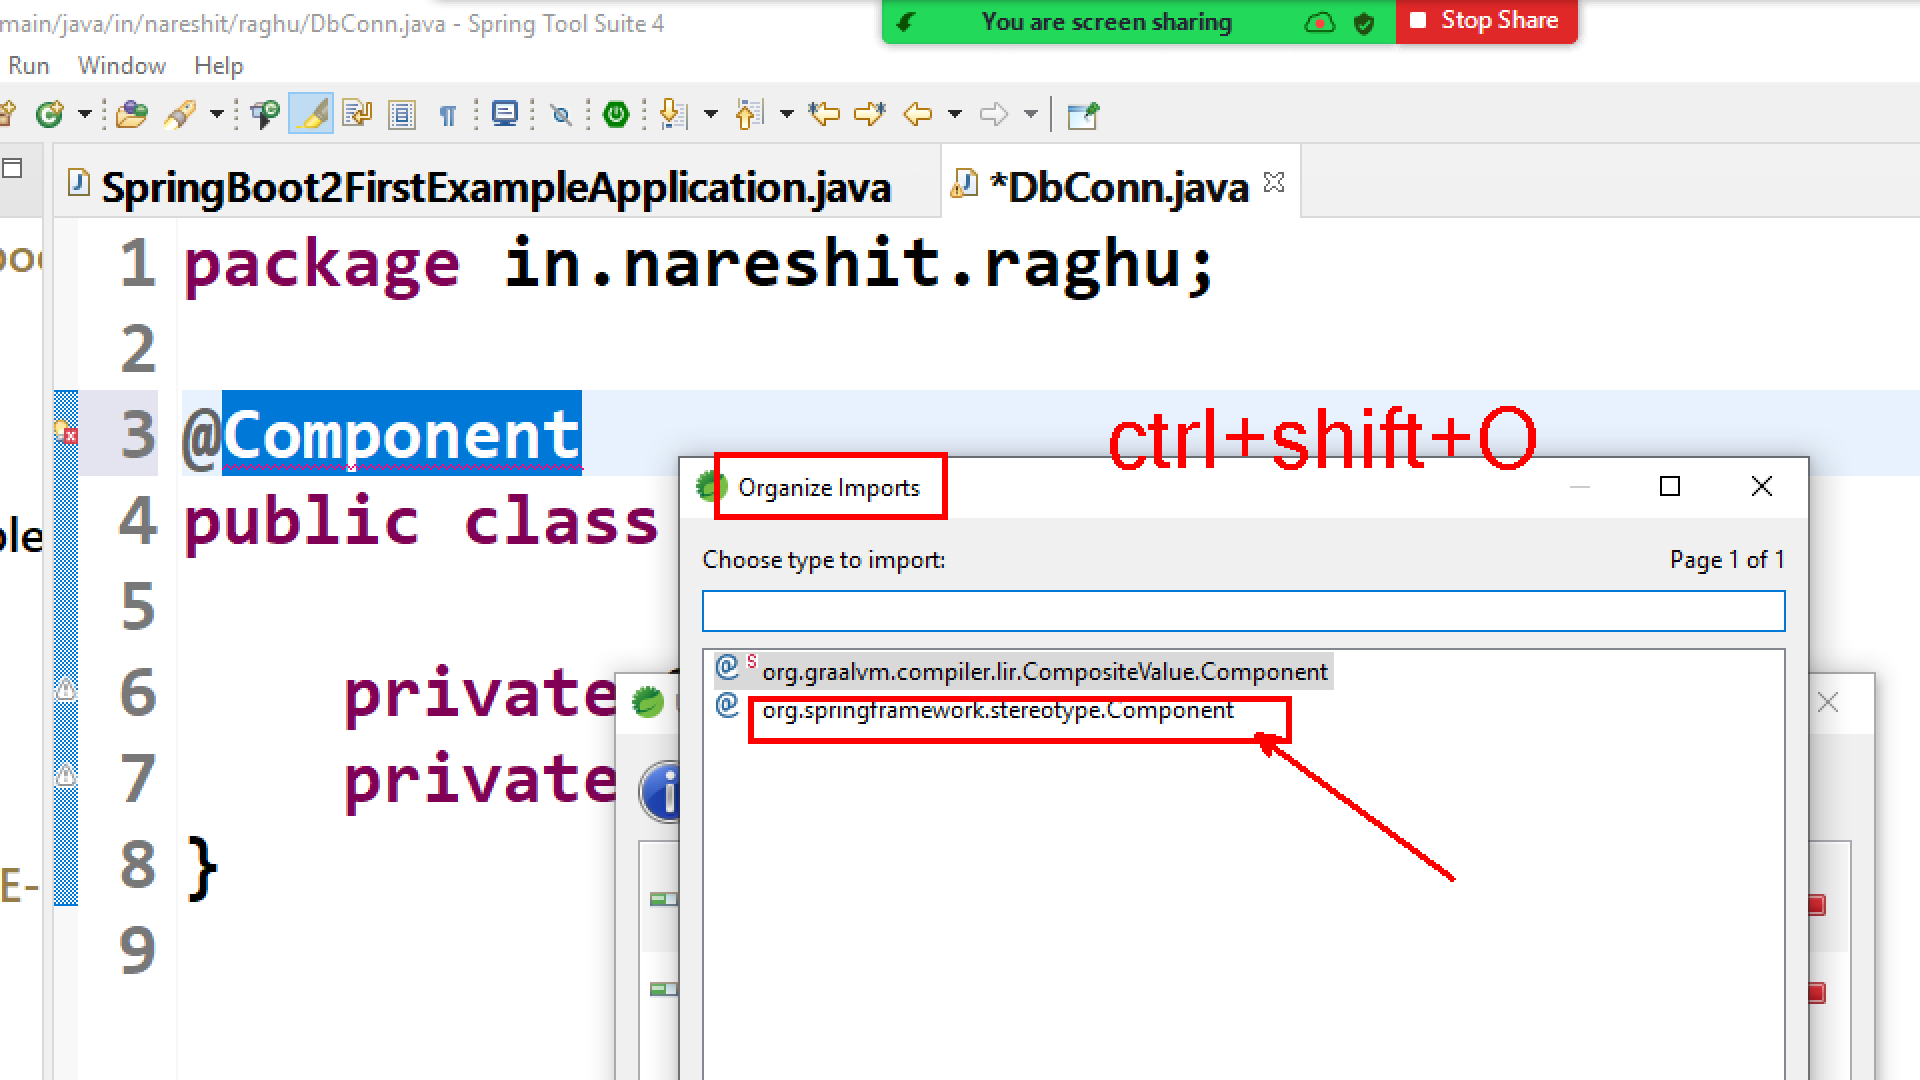 main/java/in/nareshit/raghu/DbConn.java - Spring Tool Suite 4
You are screen sharing
Stop Share
Run Window Help
SpringBoot2FirstExampleApplication.java
*DbConn.java
1 package in.nareshit.raghu;
2
3 @Component
ctrl+shift+O
Organize Imports
4 public class
Choose type to import:
Page 1 of 1
5
org.graalvm.compiler.lir.CompositeValue.Component
6 private
org.springframework.stereotype.Component
7 private
8 }
E-
9